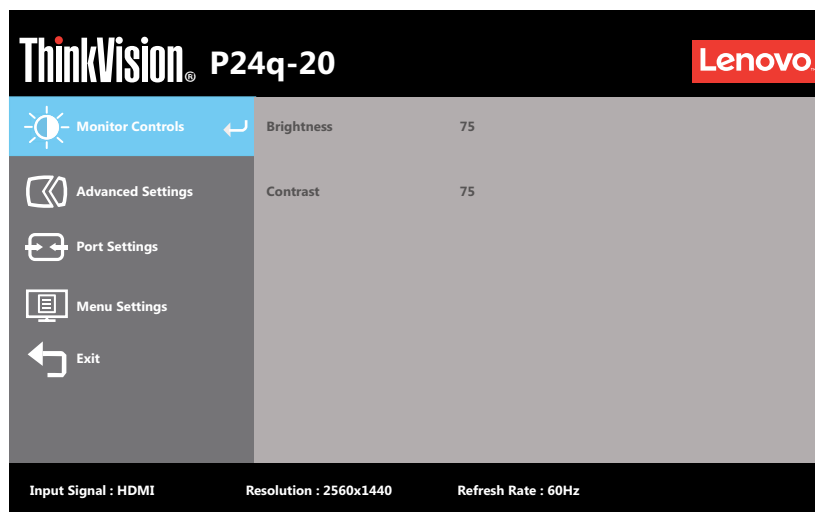 ThinkVision® P24q-20
Lenovo
Monitor Controls
Brightness 75
Advanced Settings
Contrast 75
Port Settings
Menu Settings
Exit
Input Signal : HDMI Resolution : 2560x1440 Refresh Rate : 60Hz